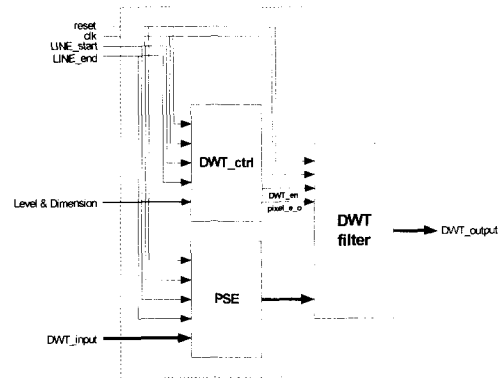 reset
clk
LINE_start
LINE_end
DWT_ctrl
Level & Dimension
DWT_en
pixel_e_o
DWT
filter
DWT_output
PSE
DWT_input